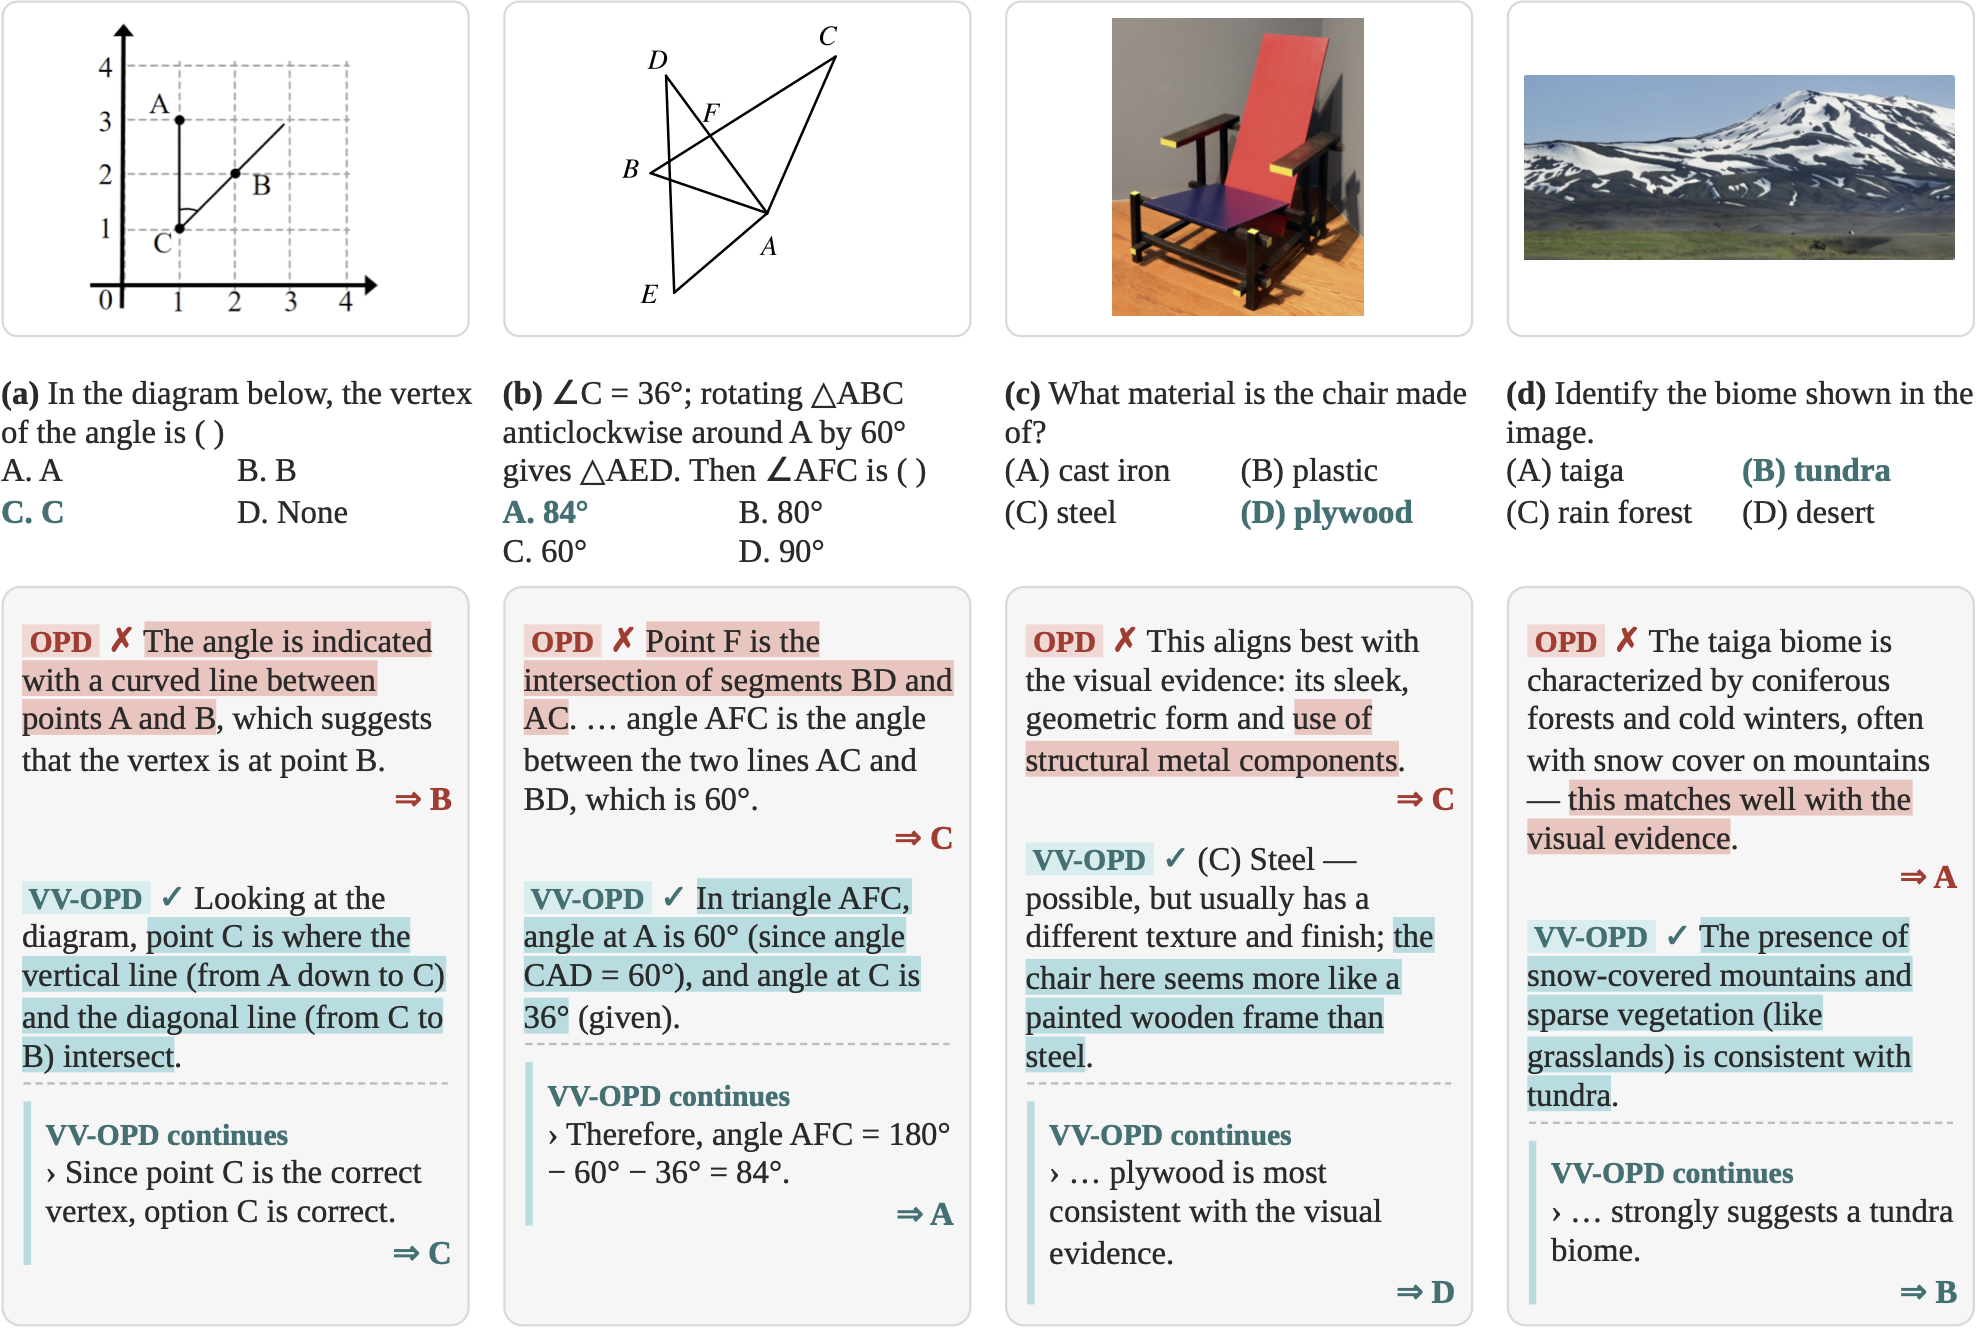 4
3
2
1
0
1
2
3
4
A
B
C
D
C
F
B
A
E
(a) In the diagram below, the vertex
of the angle is ( )
A. A B. B
C. C D. None
(b) ∠C = 36°; rotating △ABC
anticlockwise around A by 60°
gives △AED. Then ∠AFC is ( )
A. 84° B. 80°
C. 60° D. 90°
(c) What material is the chair made
of?
(A) cast iron (B) plastic
(C) steel (D) plywood
(d) Identify the biome shown in the
image.
(A) taiga (B) tundra
(C) rain forest (D) desert
OPD ✗ The angle is indicated
with a curved line between
points A and B, which suggests
that the vertex is at point B.
⇒ B
VV-OPD ✓ Looking at the
diagram, point C is where the
vertical line (from A down to C)
and the diagonal line (from C to
B) intersect.
VV-OPD continues
› Since point C is the correct
vertex, option C is correct.
⇒ C
OPD ✗ Point F is the
intersection of segments BD and
AC. … angle AFC is the angle
between the two lines AC and
BD, which is 60°.
⇒ C
VV-OPD ✓ In triangle AFC,
angle at A is 60° (since angle
CAD = 60°), and angle at C is
36° (given).
VV-OPD continues
› Therefore, angle AFC = 180°
− 60° − 36° = 84°.
⇒ A
OPD ✗ This aligns best with
the visual evidence: its sleek,
geometric form and use of
structural metal components.
⇒ C
VV-OPD ✓ (C) Steel —
possible, but usually has a
different texture and finish; the
chair here seems more like a
painted wooden frame than
steel.
VV-OPD continues
› … plywood is most
consistent with the visual
evidence.
⇒ D
OPD ✗ The taiga biome is
characterized by coniferous
forests and cold winters, often
with snow cover on mountains
— this matches well with the
visual evidence.
⇒ A
VV-OPD ✓ The presence of
snow-covered mountains and
sparse vegetation (like
grasslands) is consistent with
tundra.
VV-OPD continues
› … strongly suggests a tundra
biome.
⇒ B